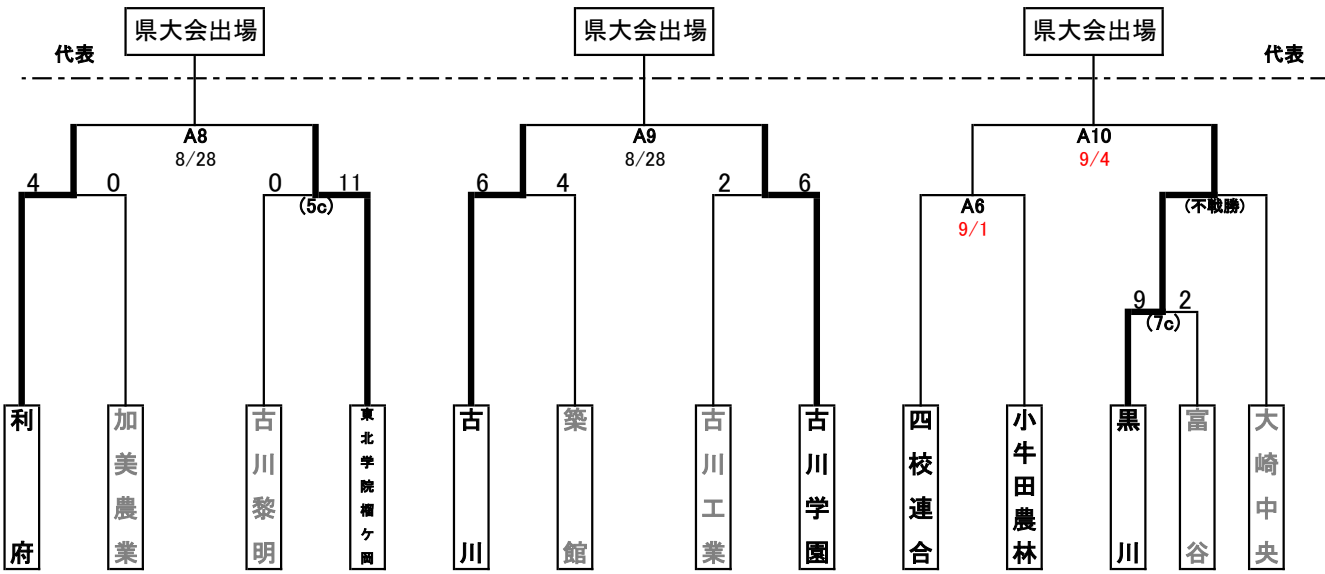 県大会出場
県大会出場
県大会出場
代表
代表
A8
8/28
A9
8/28
A10
9/4
4
0
0
11
(5c)
6
4
2
6
A6
9/1
(不戦勝)
9
2
(7c)
利府
加美農業
古川黎明
東北学院榴ケ岡
古川
築館
古川工業
古川学園
四校連合
小牛田農林
黒川
富谷
大崎中央